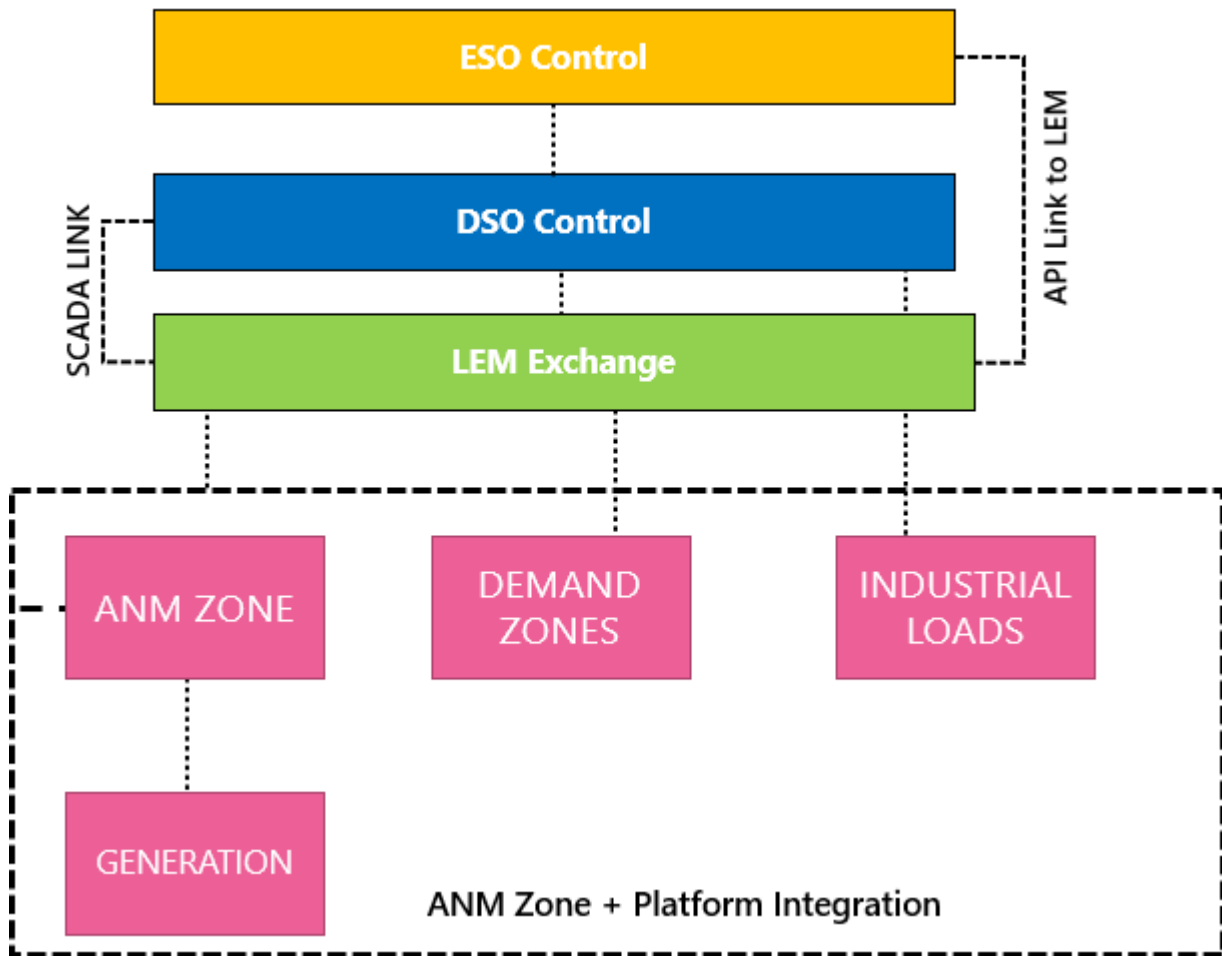 ESO Control
API Link to LEM
DSO Control
SCADA LINK
LEM Exchange
ANM ZONE
DEMAND
ZONES
INDUSTRIAL
LOADS
GENERATION
ANM Zone + Platform Integration